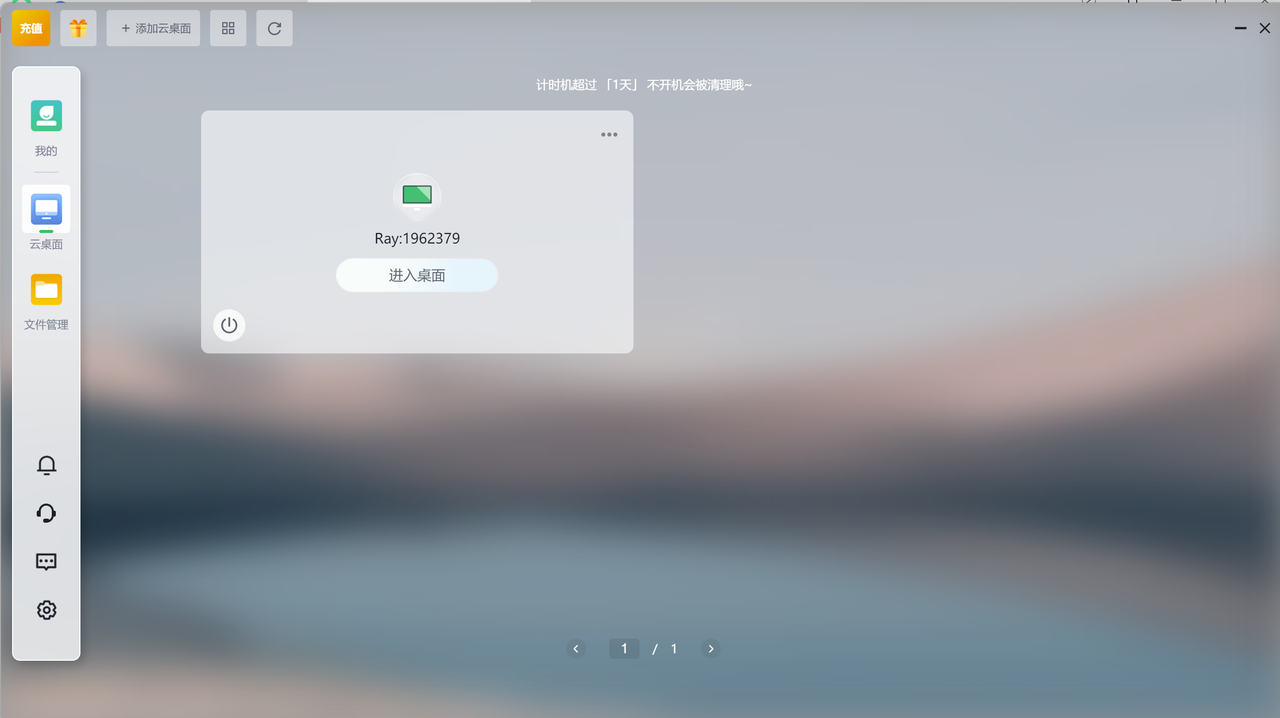 充值
+ 添加云桌面
计时机超过 「1天」 不开机会被清理哦~
我的
云桌面
文件管理
Ray:1962379
进入桌面
1 / 1